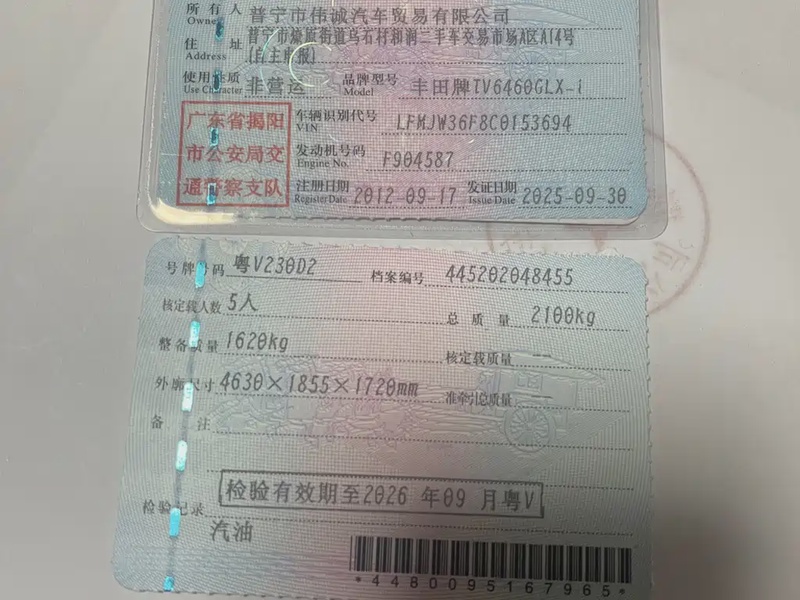 所有人 普宁市伟诚汽车贸易有限公司
Owner
住 址 普宁市燎原街道乌石村和润二手车交易市场A区A14号
Address (自主申报)
使用性质 非营运 品牌型号 丰田牌TV6460GLX-i
Use Character Model
广东省揭阳
市公安局交
通警察支队
车辆识别代号 LFMJW36F8C0153694
VIN
发动机号码 F904587
Engine No.
注册日期 2012-09-17 发证日期 2025-09-30
Register Date Issue Date
号牌号码 粤V230D2 档案编号 445202048455
核定载人数 5人 总质量 2100kg
整备质量 1620kg 核定载质量 --
外廓尺寸 4630×1855×1720mm 准牵引总质量 --
备 注
检验有效期至2026 年09 月粤V
检验记录
汽油
*4480095167965*